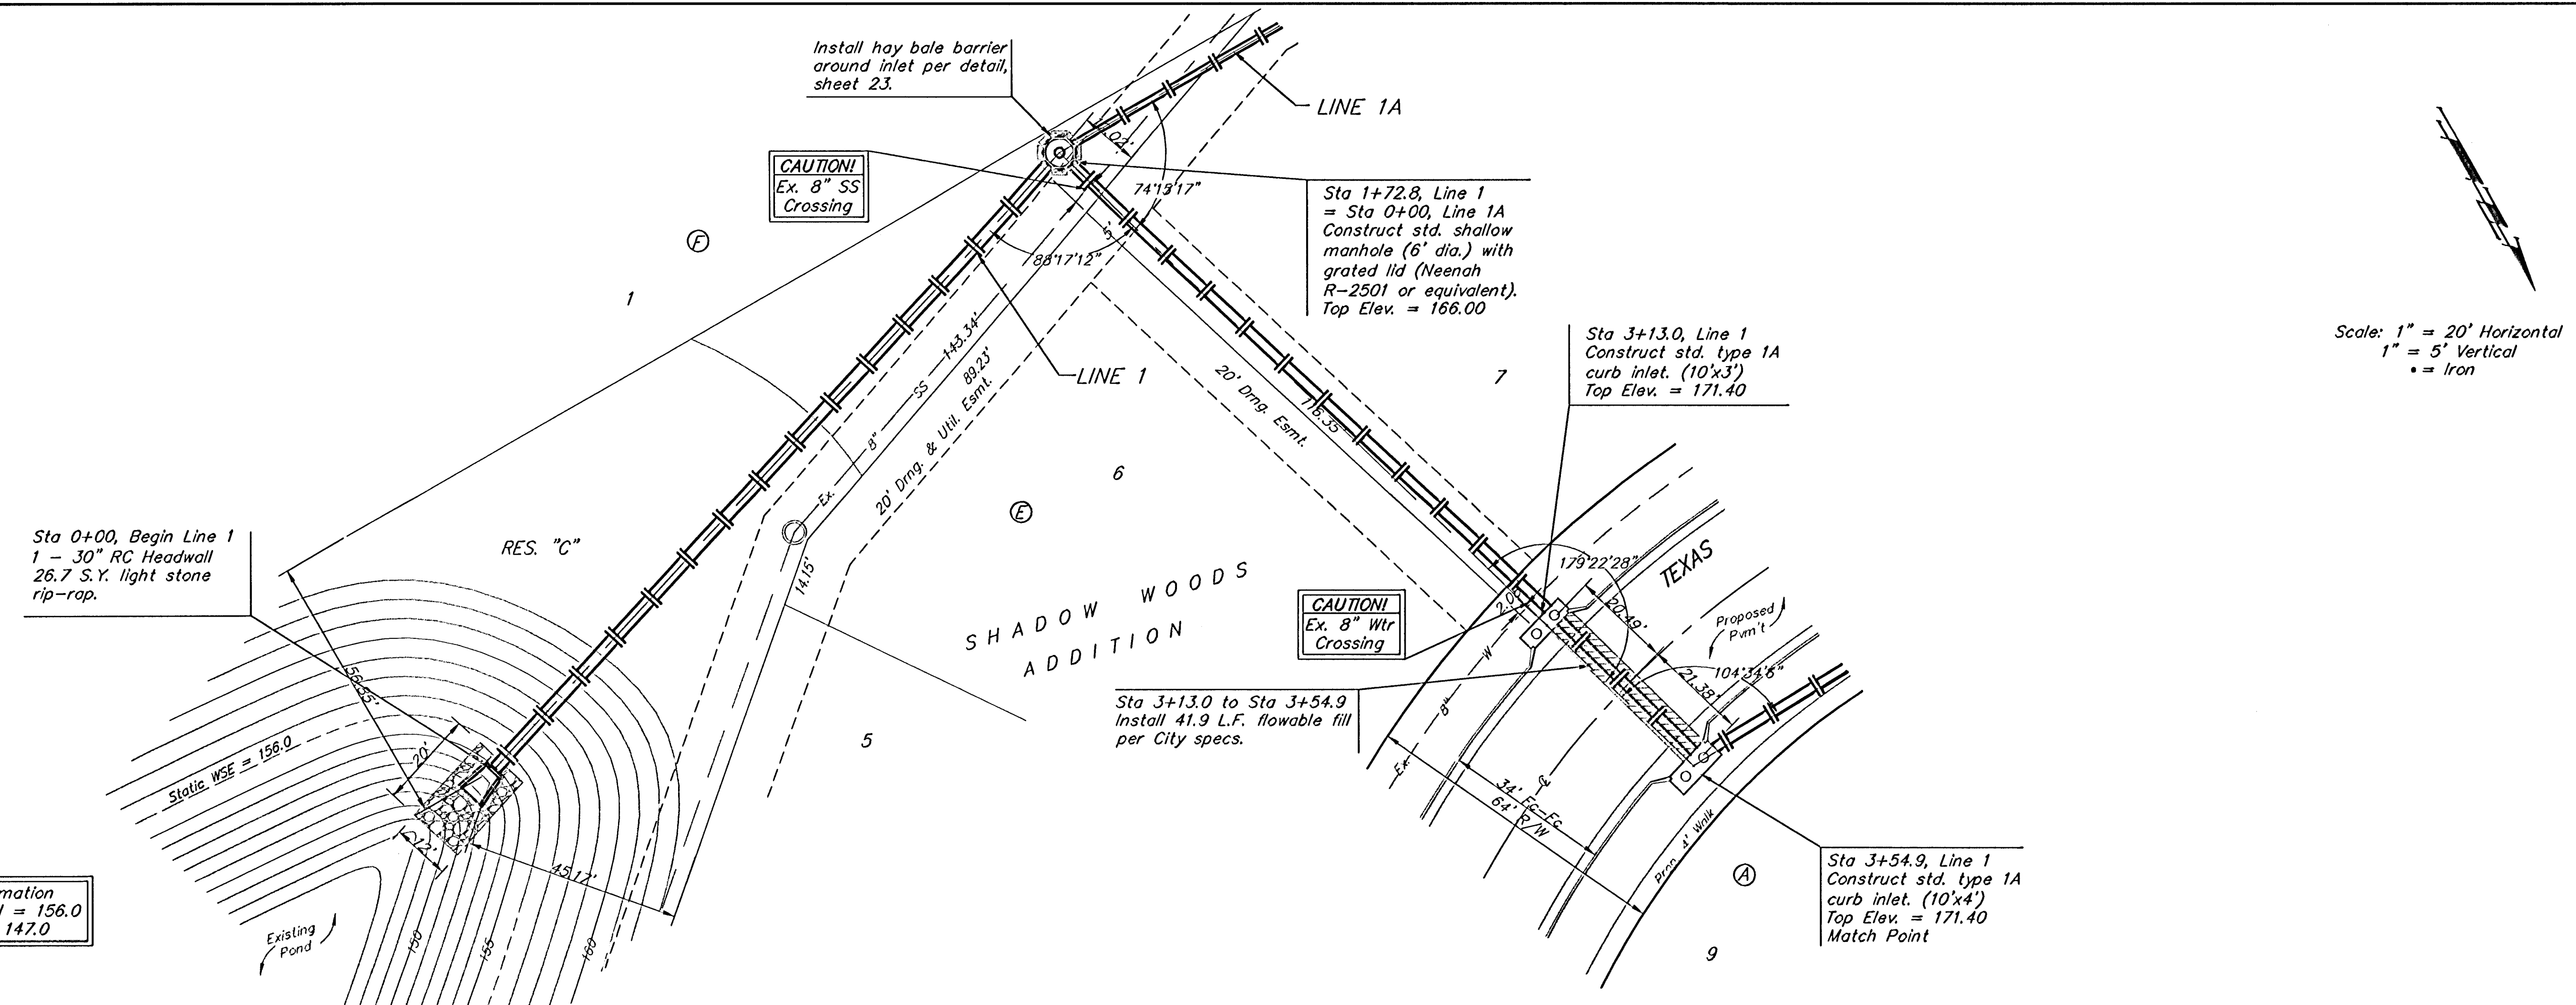 Install hay bale barrier
around inlet per detail,
sheet 23.
LINE 1A
CAUTION!
Ex. 8" SS
Crossing
74°15'17"
Sta 1+72.8, Line 1
= Sta 0+00, Line 1A
Construct std. shallow
manhole (6' dia.) with
grated lid (Neenah
R-2501 or equivalent).
Top Elev. = 166.00
5'
88°17'12"
F
1
Scale: 1" = 20' Horizontal
1" = 5' Vertical
• = Iron
Sta 3+13.0, Line 1
Construct std. type 1A
curb inlet. (10'x3')
Top Elev. = 171.40
7
LINE 1
143.34'
89.23'
Ex. 8" SS
20' Drng. & Util. Esmt.
20' Drng. Esmt.
116.35'
6
E
Sta 0+00, Begin Line 1
1 - 30" RC Headwall
26.7 S.Y. light stone
rip-rap.
RES. "C"
14.15'
SHADOW WOODS
ADDITION
179°22'28"
TEXAS
CAUTION!
Ex. 8" Wtr
Crossing
20.49'
Proposed
Pvm't
104°34'6"
21.38'
56.55'
Sta 3+13.0 to Sta 3+54.9
Install 41.9 L.F. flowable fill
per City specs.
Ex. 8" W
5
Static WSE = 156.0
20'
12'
45.17'
34' Fc-Fc
64'
R/W
℄
4' Walk
A
Sta 3+54.9, Line 1
Construct std. type 1A
curb inlet. (10'x4')
Top Elev. = 171.40
Match Point
= 156.0
147.0
Existing
Pond
150
155
160
9